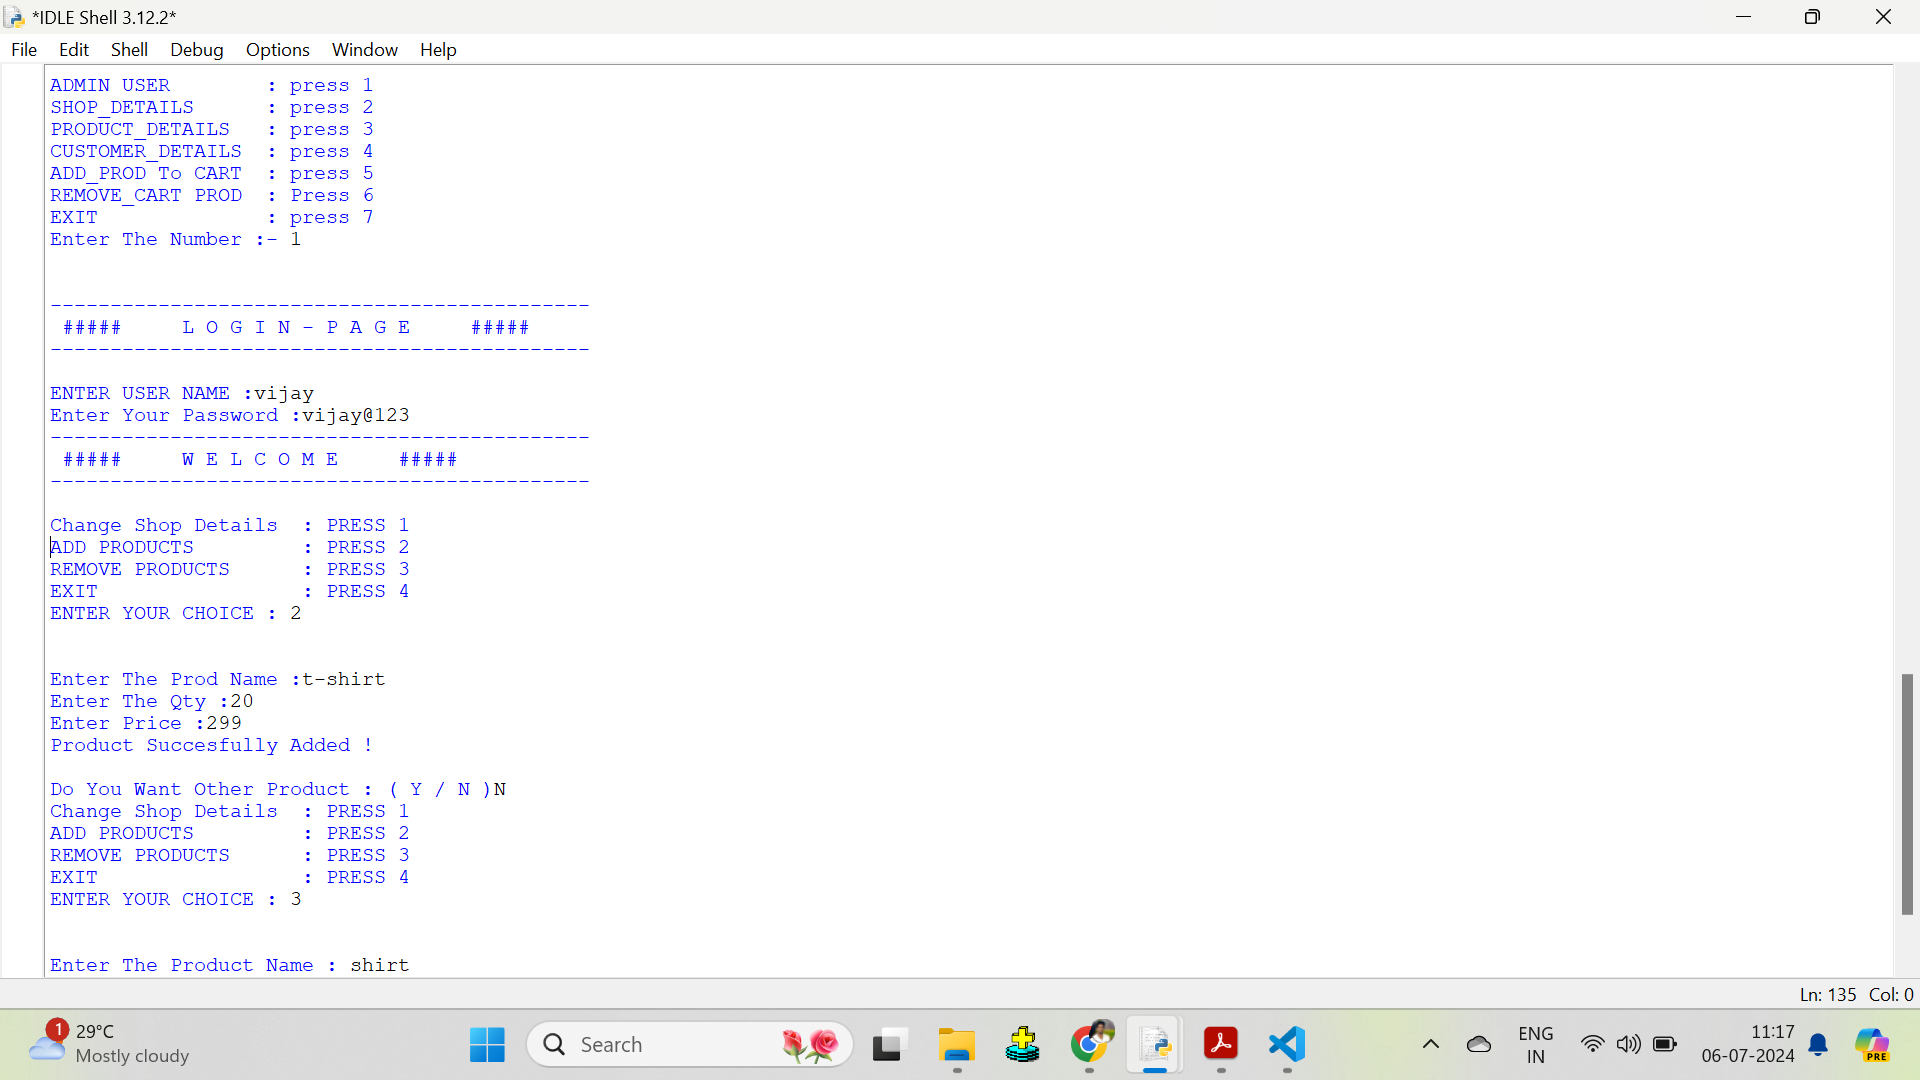 *IDLE Shell 3.12.2*
File Edit Shell Debug Options Window Help
ADMIN USER        : press 1
SHOP_DETAILS      : press 2
PRODUCT_DETAILS   : press 3
CUSTOMER_DETAILS  : press 4
ADD_PROD To CART  : press 5
REMOVE_CART PROD  : Press 6
EXIT              : press 7
Enter The Number :- 1
---------------------------------------------
 #####     L O G I N - P A G E     #####
---------------------------------------------
ENTER USER NAME :vijay
Enter Your Password :vijay@123
---------------------------------------------
 #####     W E L C O M E     #####
---------------------------------------------
Change Shop Details  : PRESS 1
ADD PRODUCTS         : PRESS 2
REMOVE PRODUCTS      : PRESS 3
EXIT                 : PRESS 4
ENTER YOUR CHOICE : 2
Enter The Prod Name :t-shirt
Enter The Qty :20
Enter Price :299
Product Succesfully Added !
Do You Want Other Product : ( Y / N )N
Change Shop Details  : PRESS 1
ADD PRODUCTS         : PRESS 2
REMOVE PRODUCTS      : PRESS 3
EXIT                 : PRESS 4
ENTER YOUR CHOICE : 3
Enter The Product Name : shirt
Ln: 135 Col: 0
1 29°C
Mostly cloudy
Search
ENG
IN
11:17
06-07-2024
PRE